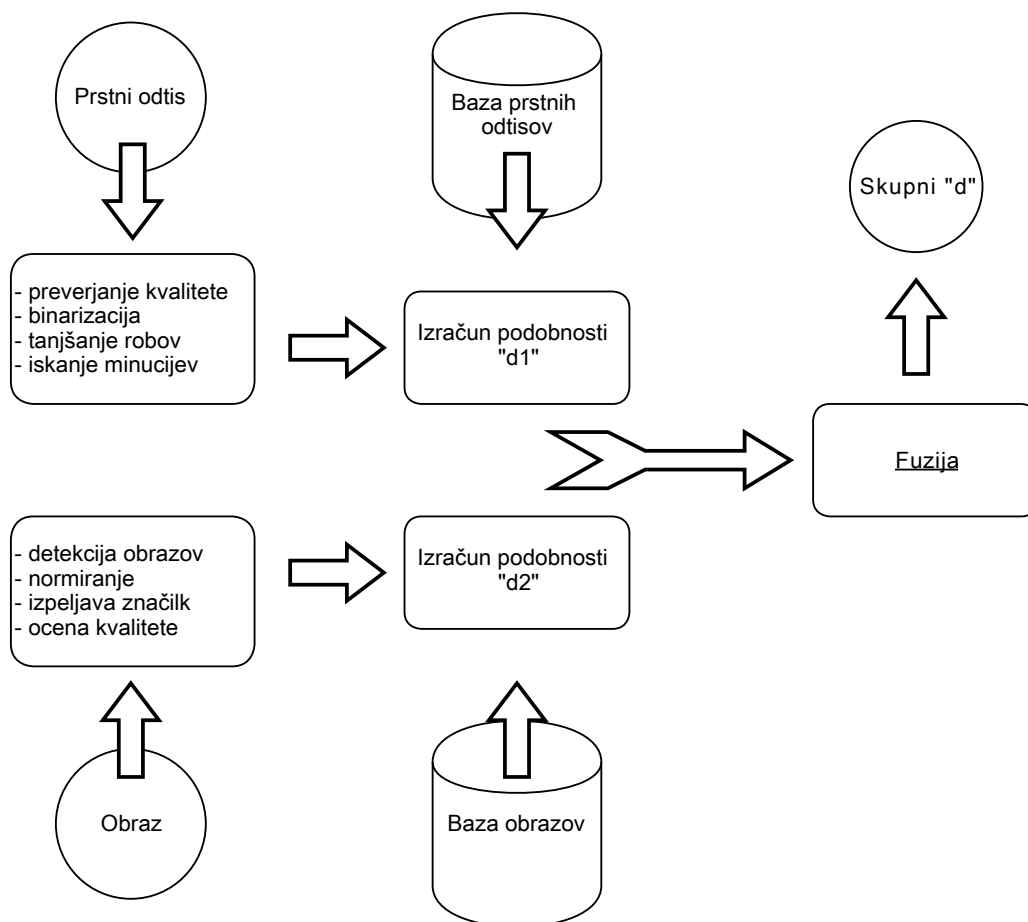 Prstni odtis
Baza prstnih
odtisov
Skupni "d"
- preverjanje kvalitete
- binarizacija
- tanjšanje robov
- iskanje minucijev
Izračun podobnosti
"d1"
Fuzija
- detekcija obrazov
- normiranje
- izpeljava značilk
- ocena kvalitete
Izračun podobnosti
"d2"
Obraz
Baza obrazov